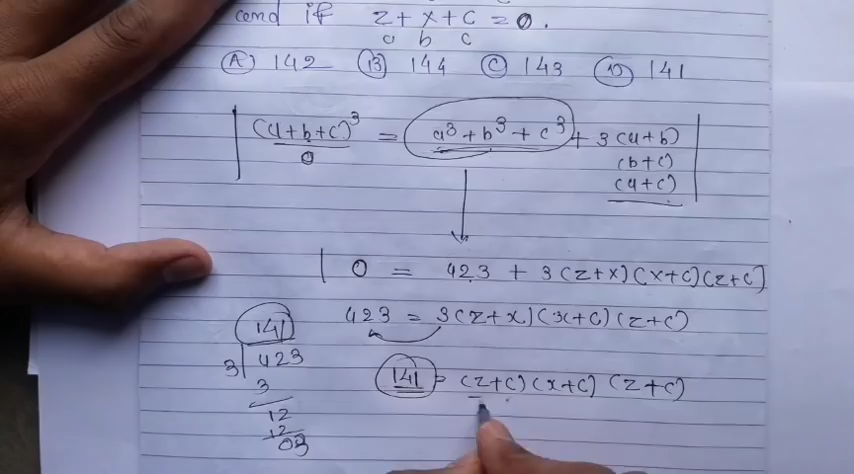 cond if z + x + c = 0.
a b c
(A) 142 (B) 144 (C) 143 (D) 141
(a+b+c)³ = a³ + b³ + c³ + 3(a+b)
0 (b+c)
(a+c)
0 = 423 + 3(z+x)(x+c)(z+c)
423 = 3(z+x)(x+c)(z+c)
141
3 423
141 = (z+c)(x+c)(z+c)
3
12
12
03